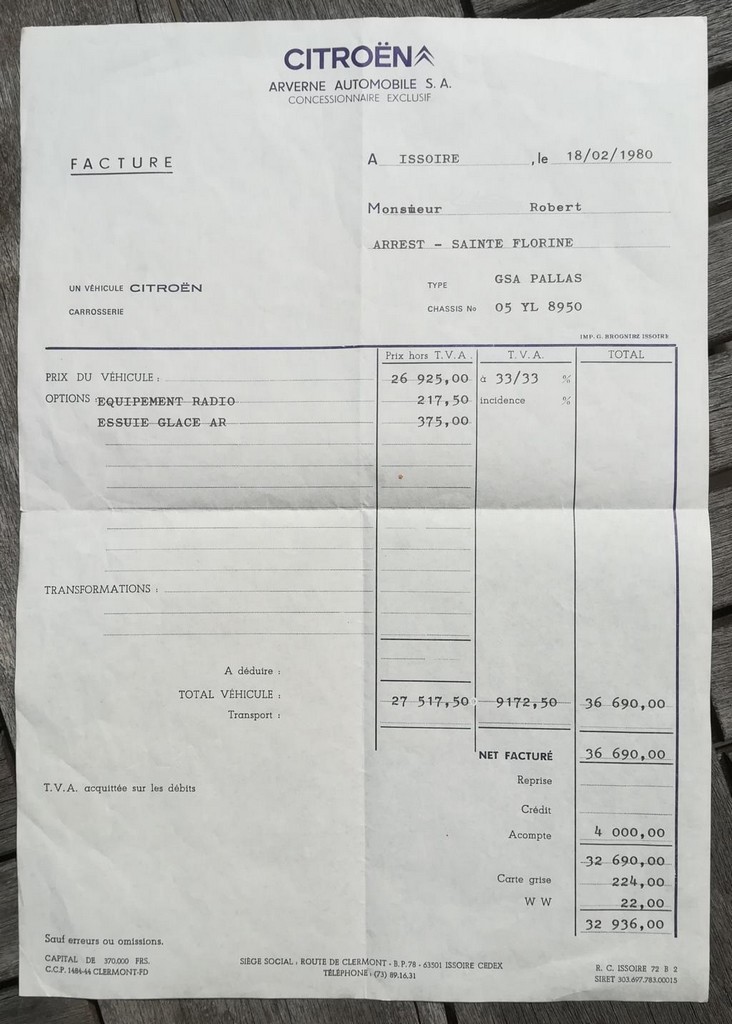 CITROËN
ARVERNE AUTOMOBILE S. A.
CONCESSIONNAIRE EXCLUSIF
FACTURE
A ISSOIRE , le 18/02/1980
Monsieur Robert
ARREST - SAINTE FLORINE
UN VÉHICULE CITROËN
TYPE GSA PALLAS
CARROSSERIE
CHASSIS No 05 YL 8950
IMP. G. BROGNIEZ ISSOIRE
Prix hors T.V.A. T.V.A. TOTAL
PRIX DU VÉHICULE : 26 925,00 à 33/33 %
OPTIONS : EQUIPEMENT RADIO 217,50 incidence %
ESSUIE GLACE AR 375,00
TRANSFORMATIONS :
A déduire :
TOTAL VÉHICULE : 27 517,50 9172,50 36 690,00
Transport :
NET FACTURÉ 36 690,00
Reprise
T.V.A. acquittée sur les débits
Crédit
Acompte 4 000,00
32 690,00
Carte grise 224,00
W W 22,00
32 936,00
Sauf erreurs ou omissions.
CAPITAL DE 370.000 FRS.
C.C.P. 1484-44 CLERMONT-FD
SIÈGE SOCIAL : ROUTE DE CLERMONT - B.P. 78 - 63501 ISSOIRE CEDEX
TÉLÉPHONE : (73) 89.16.31
R. C. ISSOIRE 72 B 2
SIRET 303.697.783.00015